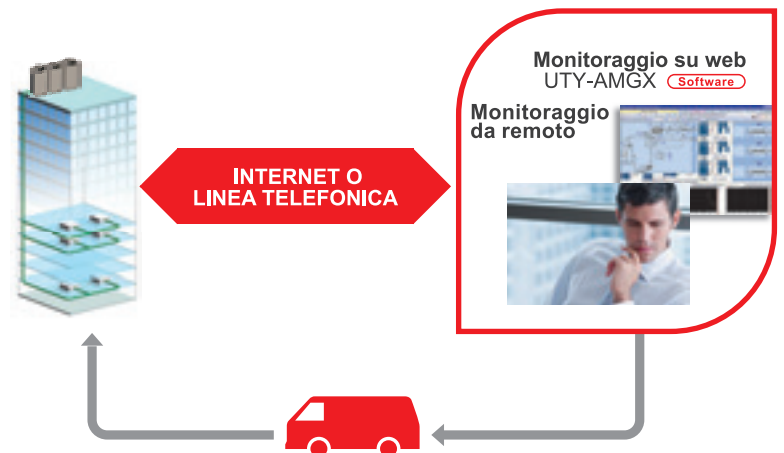 Monitoraggio su web
UTY-AMGX Software
Monitoraggio
da remoto
INTERNET O
LINEA TELEFONICA